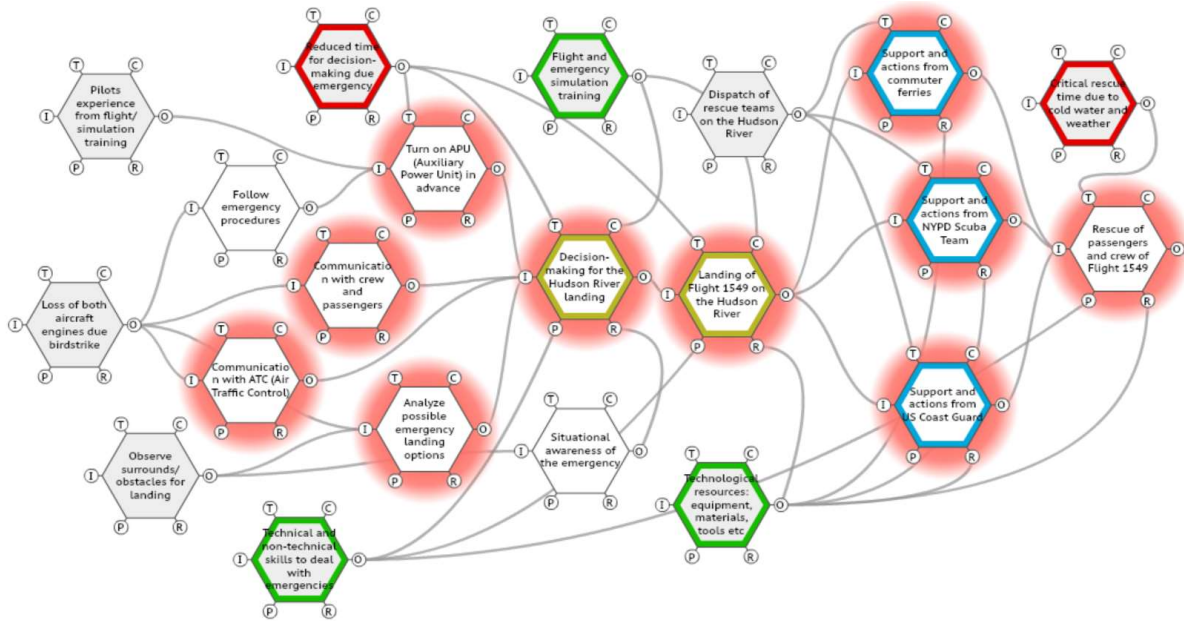 T C
Pilots
experience
from flight/
simulation
training
I O
P R
T C
Reduced time
for decision-
making due
emergency
I O
P R
T C
Flight and
emergency
simulation
training
I O
P R
T C
Dispatch of
rescue teams
on the Hudson
River
I O
P R
T C
Support and
actions from
commuter
ferries
I O
P R
T C
Critical rescue
time due to
cold water and
weather
I O
P R
T C
Follow
emergency
procedures
I O
P R
T C
Turn on APU
(Auxiliary
Power Unit) in
advance
I O
P R
T C
Support and
actions from
NYPD Scuba
Team
I O
P R
T C
Rescue of
passengers
and crew of
Flight 1549
I O
P R
T C
Loss of both
aircraft
engines due
birdstrike
I O
P R
T C
Communicatio
n with crew
and
passengers
I O
P R
T C
Decision-
making for the
Hudson River
landing
I O
P R
T C
Landing of
Flight 1549 on
the Hudson
River
I O
P R
T C
Communicatio
n with ATC (Air
Traffic Control)
I O
P R
T C
Analyze
possible
emergency
landing
options
I O
P R
T C
Situational
awareness of
the emergency
I O
P R
T C
Support and
actions from
US Coast Guard
I O
P R
T C
Observe
surrounds/
obstacles for
landing
I O
P R
T C
Technical and
non-technical
skills to deal
with
emergencies
I O
P R
T C
Technological
resources:
equipment,
materials,
tools etc
I O
P R